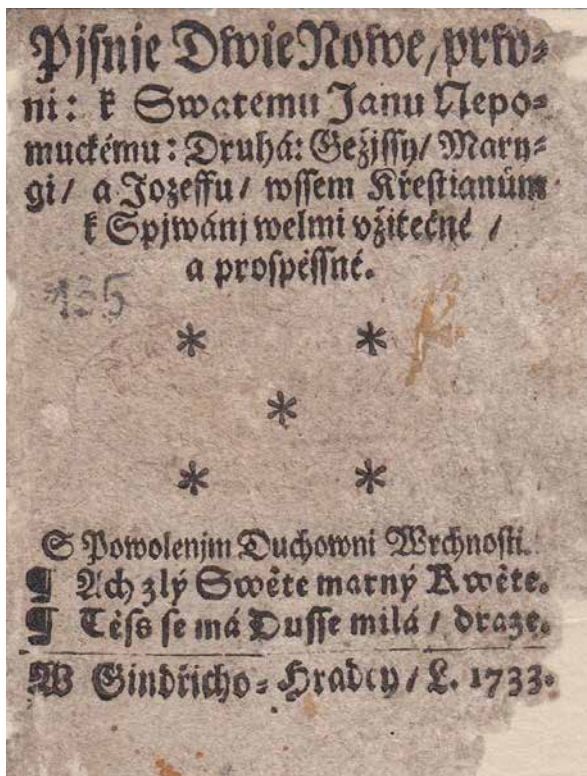 Pjsnie Dwie Nowe, prw=
ni: k Swatemu Janu Nepo=
muckému: Druhá: Gežjssy/ Mary=
gi/ a Jozeffu/ wssem Křestianům
k Spjwánj welmi vžitečné /
a prospěssné.
135
* *
*
* *
S Powolenjm Duchowni Wrchnosti.
¶ Ach zlý Swěte marný Kwěte.
¶ Těss se má Dusse milá / draze.
W Gindřicho=Hradcy/ L. 1733.